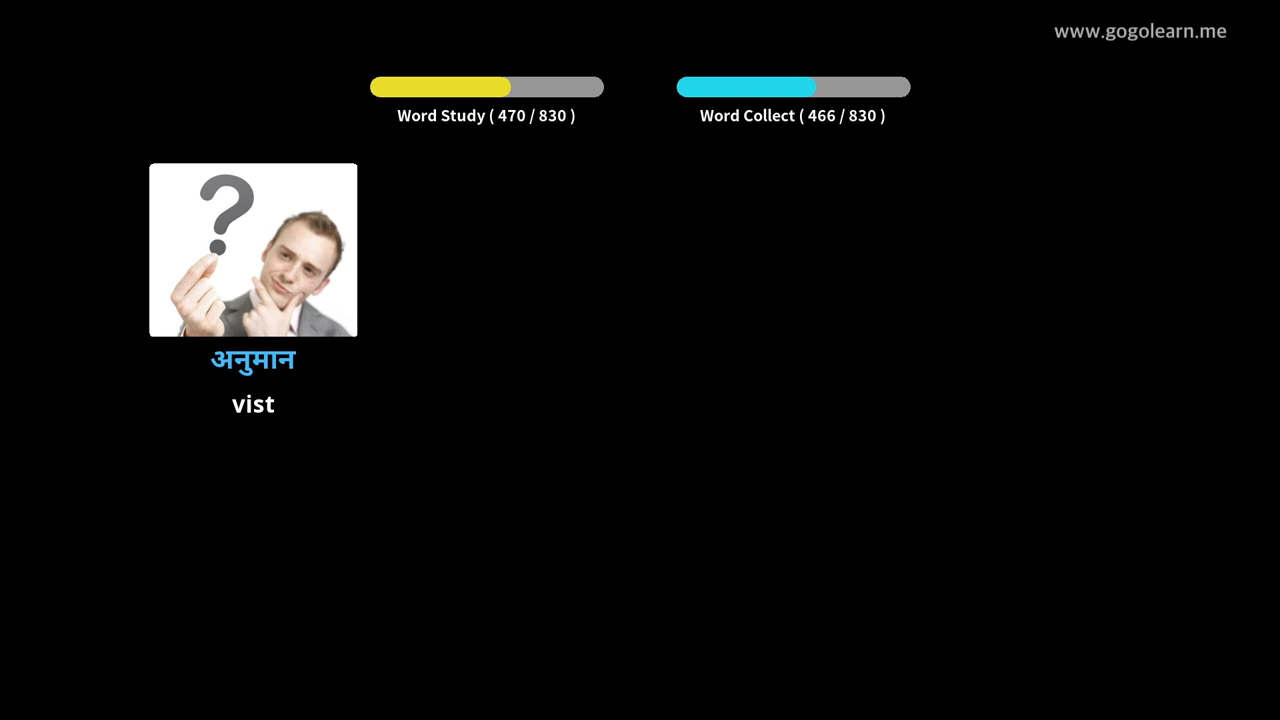 www.gogolearn.me
Word Study ( 470 / 830 )
Word Collect ( 466 / 830 )
?
अनुमान
vist